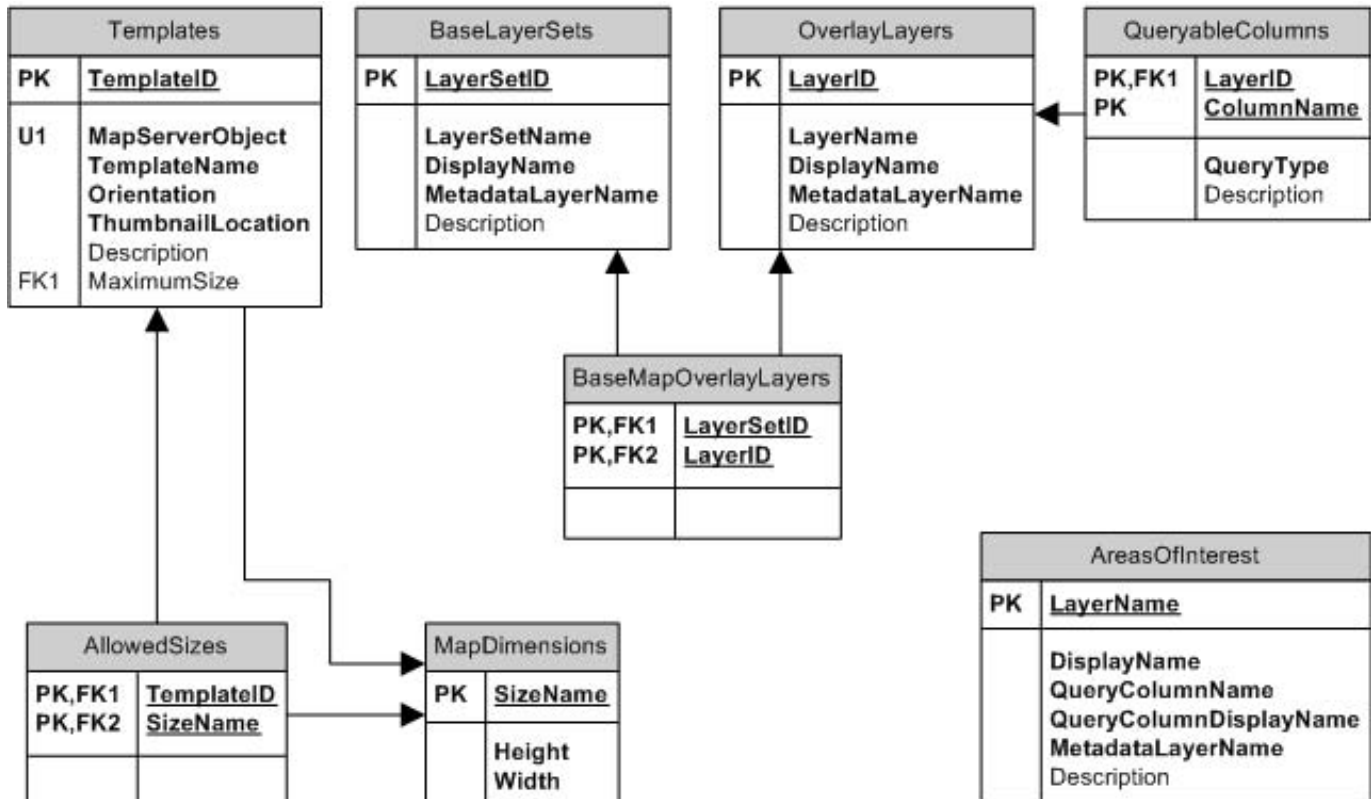 Templates
PK TemplateID
U1 MapServerObject
TemplateName
Orientation
ThumbnailLocation
Description
FK1 MaximumSize
BaseLayerSets
PK LayerSetID
LayerSetName
DisplayName
MetadataLayerName
Description
OverlayLayers
PK LayerID
LayerName
DisplayName
MetadataLayerName
Description
QueryableColumns
PK,FK1 LayerID
PK ColumnName
QueryType
Description
BaseMapOverlayLayers
PK,FK1 LayerSetID
PK,FK2 LayerID
AllowedSizes
PK,FK1 TemplateID
PK,FK2 SizeName
MapDimensions
PK SizeName
Height
Width
AreasOfInterest
PK LayerName
DisplayName
QueryColumnName
QueryColumnDisplayName
MetadataLayerName
Description